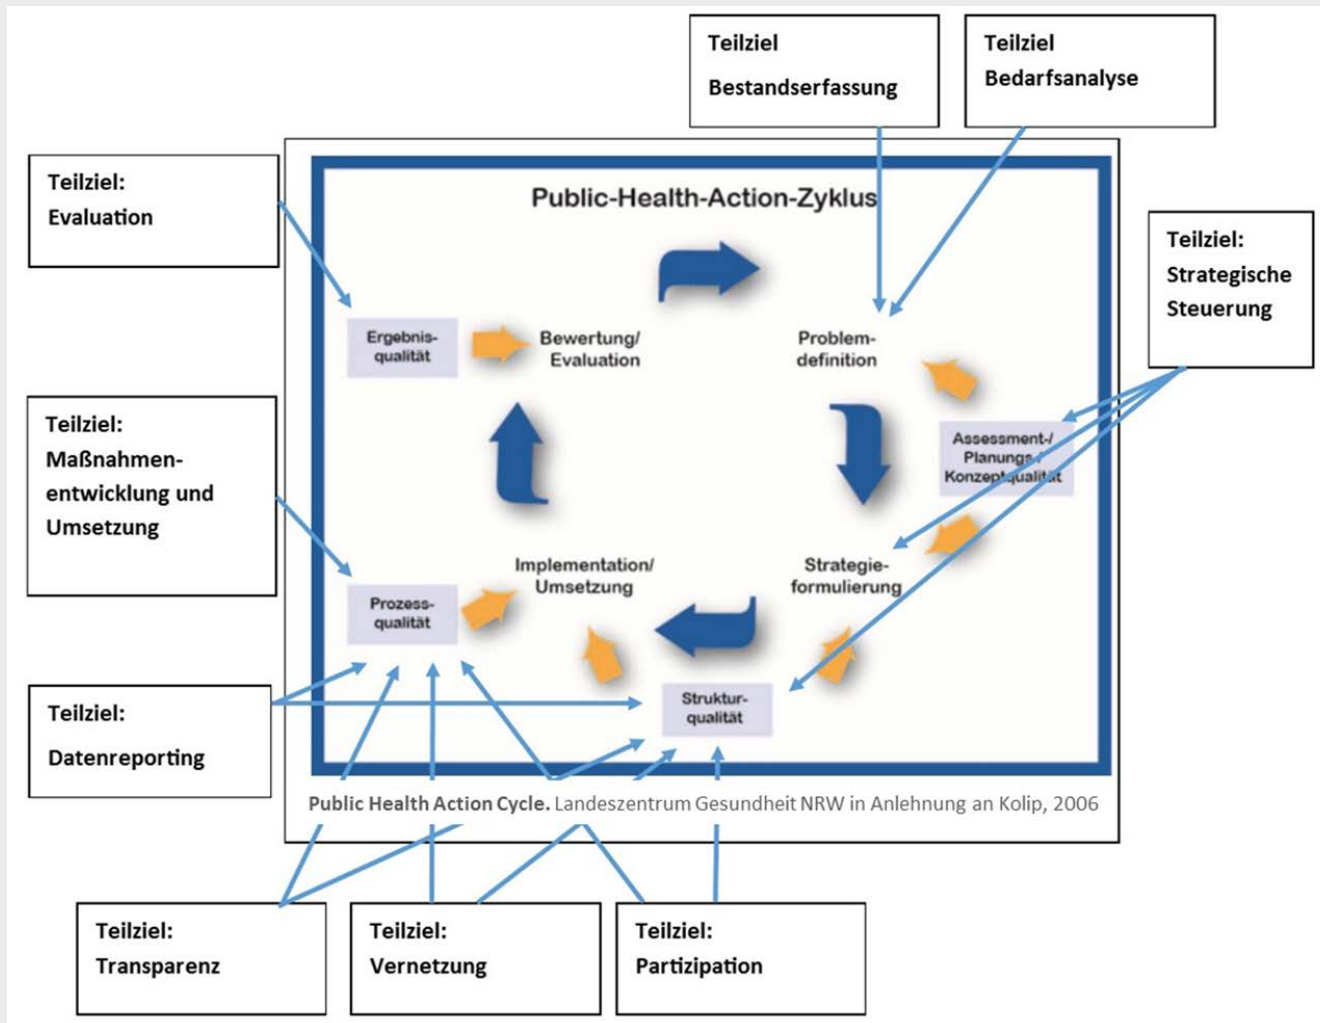 Teilziel
Bestandserfassung
Teilziel
Bedarfsanalyse
Teilziel:
Evaluation
Public-Health-Action-Zyklus
Teilziel:
Strategische
Steuerung
Ergebnis-
qualität
Bewertung/
Evaluation
Problem-
definition
Teilziel:
Maßnahmen-
entwicklung und
Umsetzung
Assessment-/
Planungs-/
Konzeptqualität
Implementation/
Umsetzung
Strategie-
formulierung
Prozess-
qualität
Struktur-
qualität
Teilziel:
Datenreporting
Public Health Action Cycle. Landeszentrum Gesundheit NRW in Anlehnung an Kolip, 2006
Teilziel:
Transparenz
Teilziel:
Vernetzung
Teilziel:
Partizipation